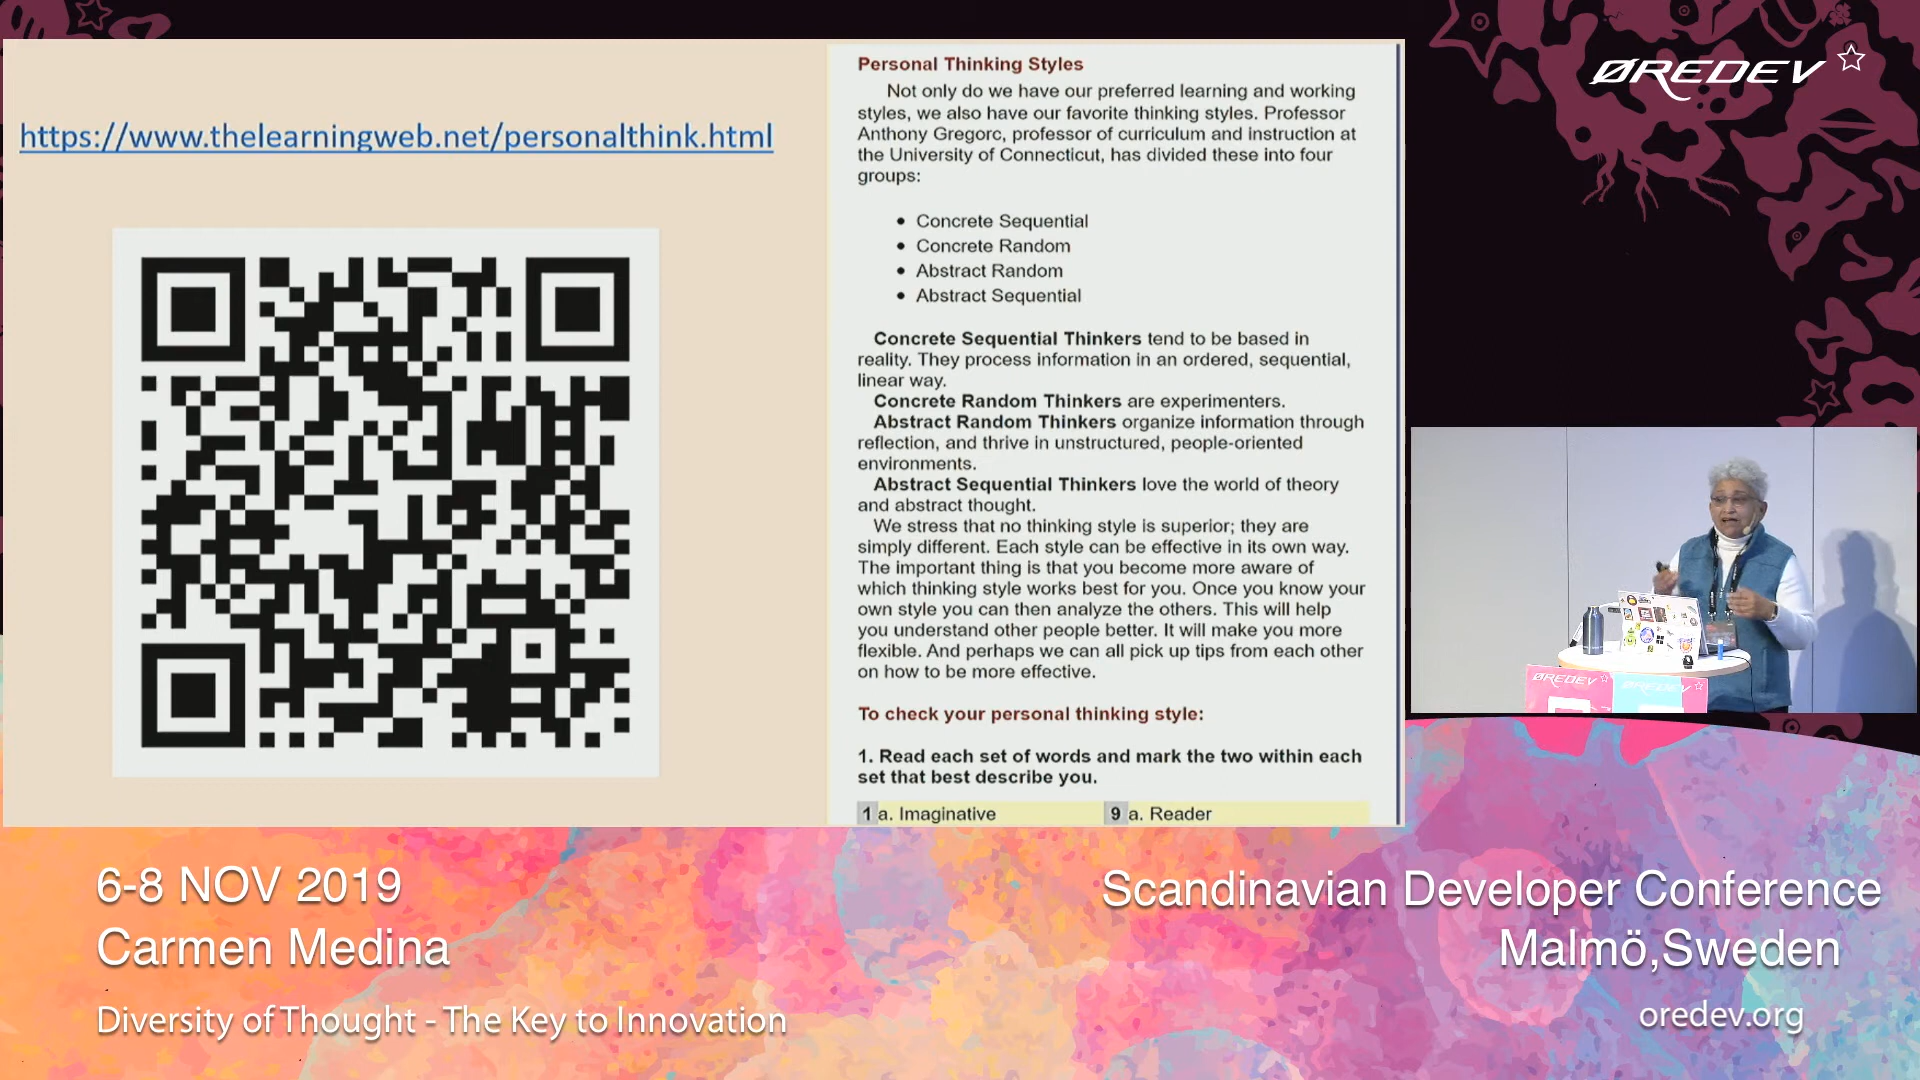 ØREDEV
https://www.thelearningweb.net/personalthink.html
Personal Thinking Styles
Not only do we have our preferred learning and working
styles, we also have our favorite thinking styles. Professor
Anthony Gregorc, professor of curriculum and instruction at
the University of Connecticut, has divided these into four
groups:
• Concrete Sequential
• Concrete Random
• Abstract Random
• Abstract Sequential
Concrete Sequential Thinkers tend to be based in
reality. They process information in an ordered, sequential,
linear way.
Concrete Random Thinkers are experimenters.
Abstract Random Thinkers organize information through
reflection, and thrive in unstructured, people-oriented
environments.
Abstract Sequential Thinkers love the world of theory
and abstract thought.
We stress that no thinking style is superior; they are
simply different. Each style can be effective in its own way.
The important thing is that you become more aware of
which thinking style works best for you. Once you know your
own style you can then analyze the others. This will help
you understand other people better. It will make you more
flexible. And perhaps we can all pick up tips from each other
on how to be more effective.
To check your personal thinking style:
1. Read each set of words and mark the two within each
set that best describe you.
1 a. Imaginative 9 a. Reader
ØREDEV
ØREDEV
6-8 NOV 2019
Carmen Medina
Diversity of Thought - The Key to Innovation
Scandinavian Developer Conference
Malmö,Sweden
oredev.org